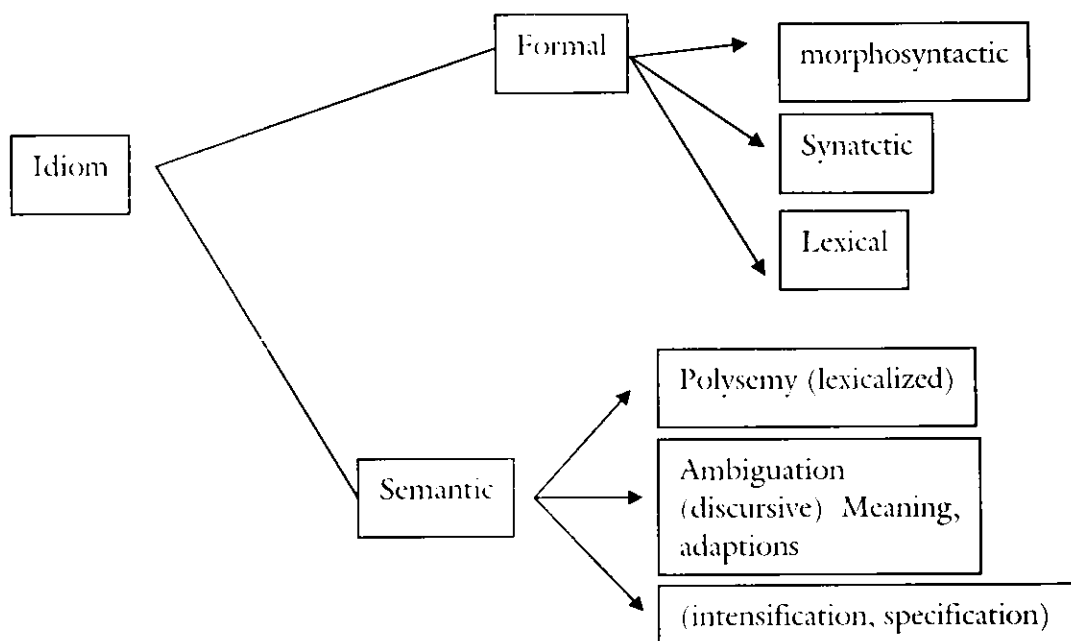 Formal
morphosyntactic
Synatctic
Idiom
Lexical
Polysemy (lexicalized)
Semantic
Ambiguation
(discursive) Meaning,
adaptions
(intensification, specification)